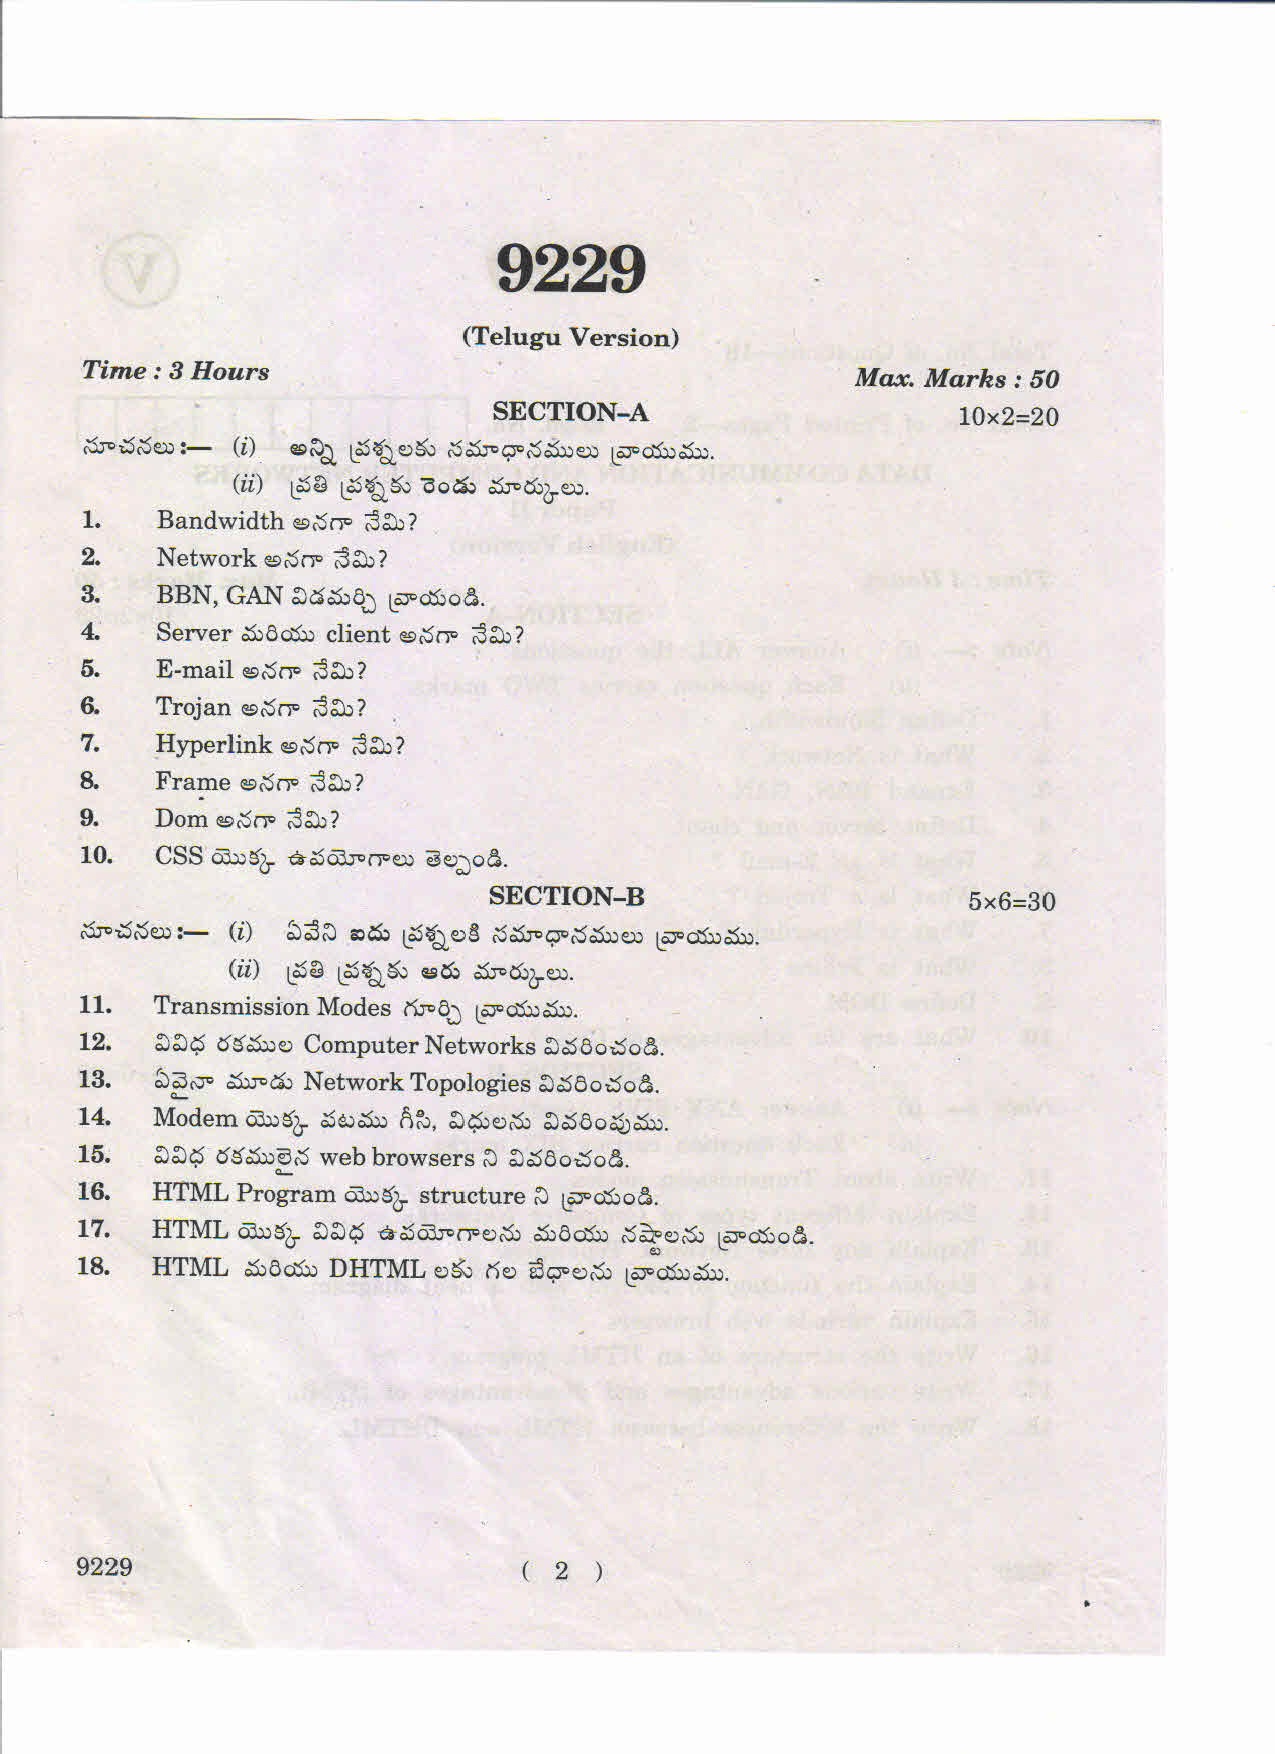 9229
(Telugu Version)
Time : 3 Hours
Max. Marks : 50
SECTION–A 10×2=20
సూచనలు :— (i) అన్ని ప్రశ్నలకు సమాధానములు వ్రాయుము.
(ii) ప్రతి ప్రశ్నకు రెండు మార్కులు.
1. Bandwidth అనగా నేమి?
2. Network అనగా నేమి?
3. BBN, GAN విడమర్చి వ్రాయండి.
4. Server మరియు client అనగా నేమి?
5. E-mail అనగా నేమి?
6. Trojan అనగా నేమి?
7. Hyperlink అనగా నేమి?
8. Frame అనగా నేమి?
9. Dom అనగా నేమి?
10. CSS యొక్క ఉపయోగాలు తెల్పండి.
SECTION–B 5×6=30
సూచనలు :— (i) ఏవేని ఐదు ప్రశ్నలకి సమాధానములు వ్రాయుము.
(ii) ప్రతి ప్రశ్నకు ఆరు మార్కులు.
11. Transmission Modes గూర్చి వ్రాయుము.
12. వివిధ రకముల Computer Networks వివరించండి.
13. ఏవైనా మూడు Network Topologies వివరించండి.
14. Modem యొక్క పటము గీసి, విధులను వివరింపుము.
15. వివిధ రకములైన web browsers ని వివరించండి.
16. HTML Program యొక్క structure ని వ్రాయండి.
17. HTML యొక్క వివిధ ఉపయోగాలను మరియు నష్టాలను వ్రాయండి.
18. HTML మరియు DHTML లకు గల బేధాలను వ్రాయుము.
9229 ( 2 )